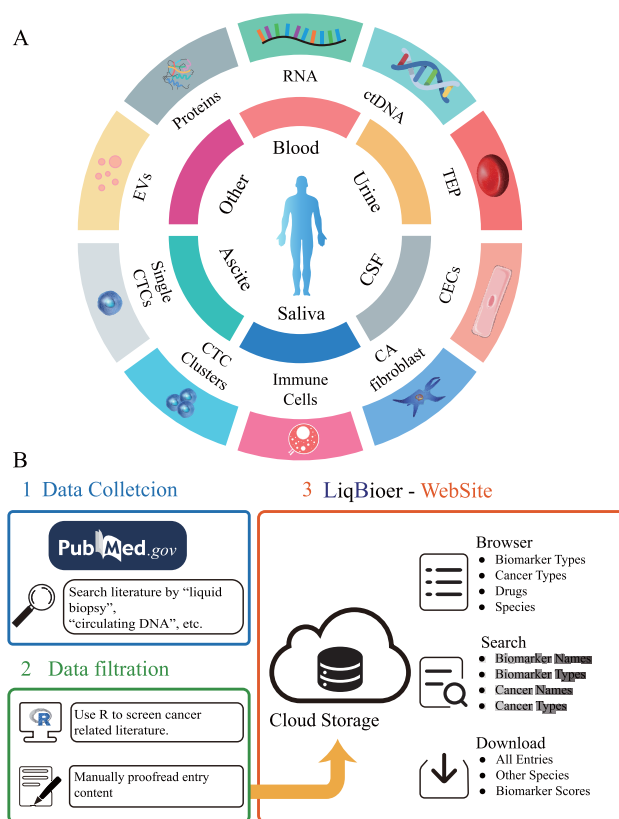 A
RNA
ctDNA
TEP
CECs
CA
fibroblast
Immune
Cells
CTC
Clusters
Single
CTCs
EVs
Proteins
Blood
Urine
CSF
Saliva
Ascite
Other
B
1 Data Colletcion
PubMed.gov
Search literature by “liquid
biopsy”,
“circulating DNA”, etc.
2 Data filtration
R
Use R to screen cancer
related literature.
Manually proofread entry
content
3 LiqBioer - WebSite
Cloud Storage
Browser
● Biomarker Types
● Cancer Types
● Drugs
● Species
Search
● Biomarker Names
● Biomarker Types
● Cancer Names
● Cancer Types
Download
● All Entries
● Other Species
● Biomarker Scores